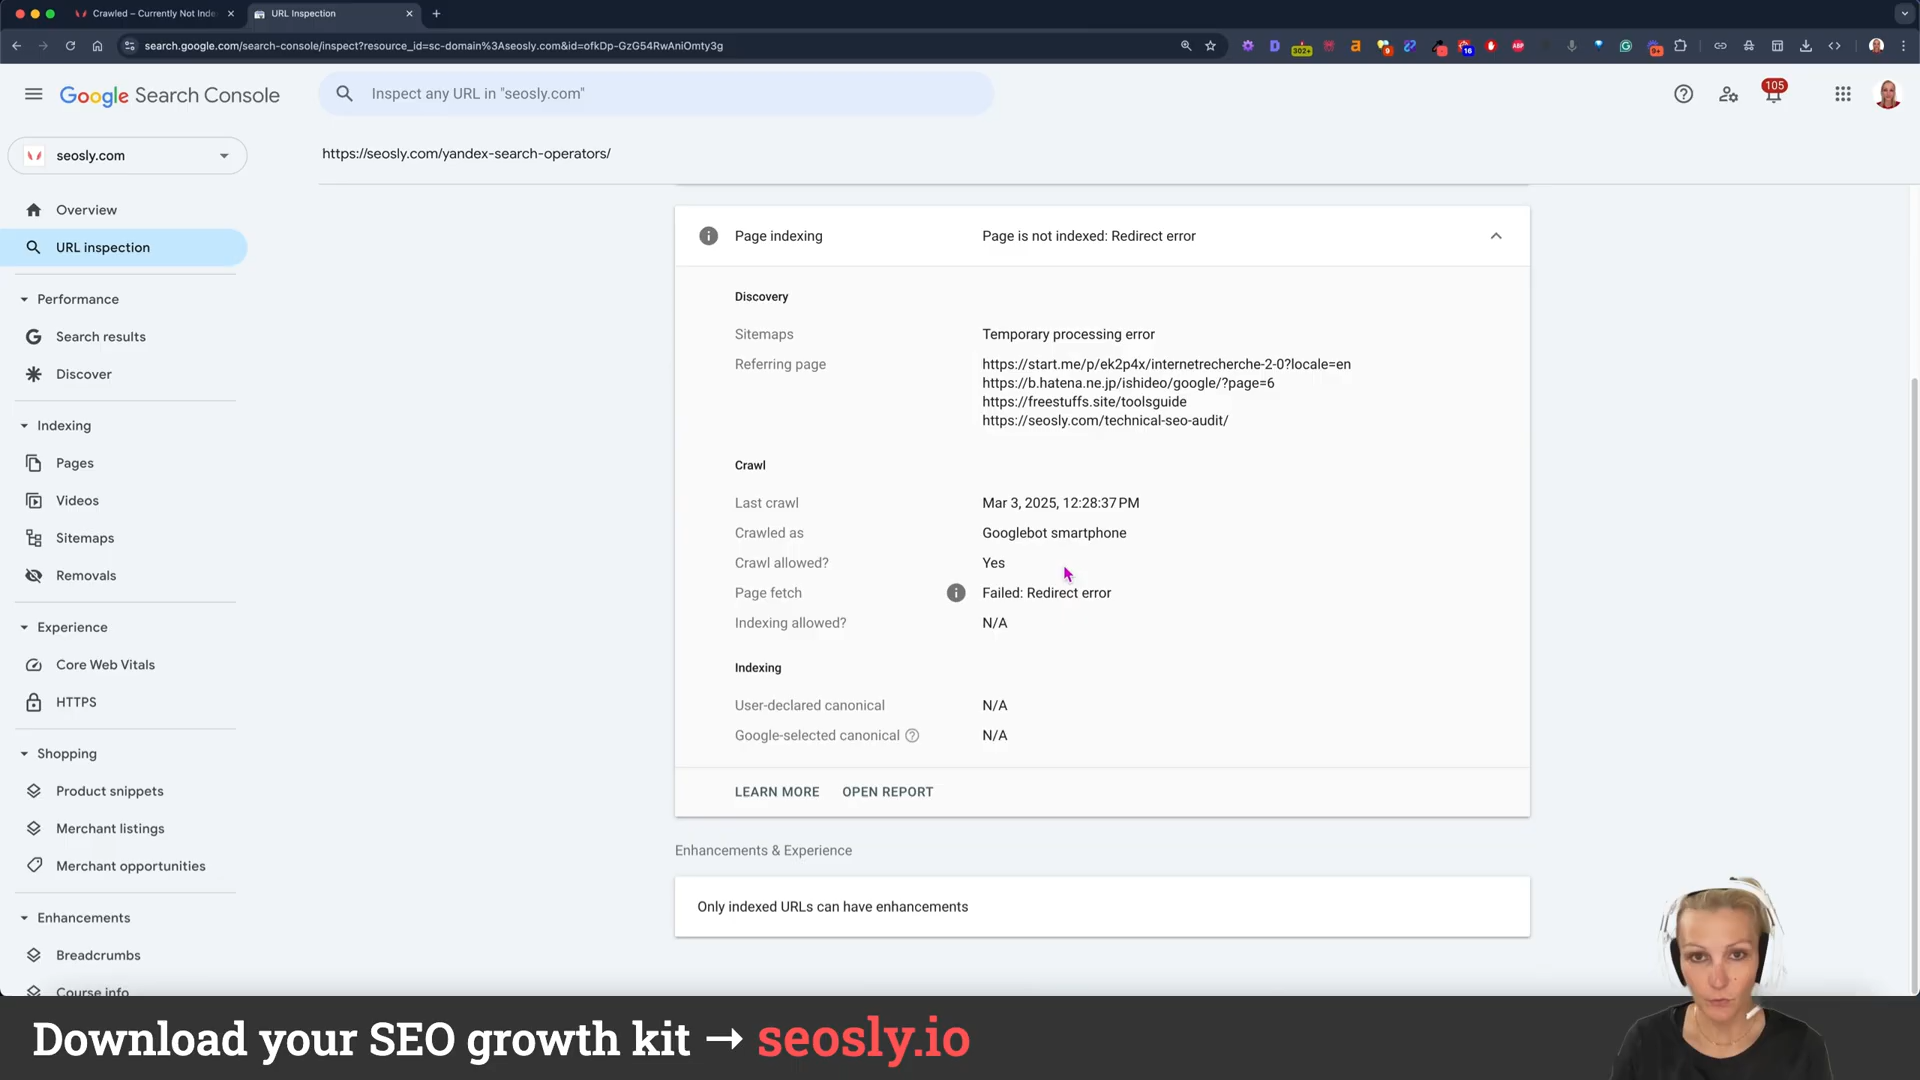 Crawled – Currently Not Inde
URL Inspection
search.google.com/search-console/inspect?resource_id=sc-domain%3Aseosly.com&id=ofkDp-GzG54RwAniOmty3g
302+
9
16
ABP
9+
Google Search Console
Inspect any URL in "seosly.com"
105
seosly.com
https://seosly.com/yandex-search-operators/
Overview
URL inspection
Performance
Search results
Discover
Indexing
Pages
Videos
Sitemaps
Removals
Experience
Core Web Vitals
HTTPS
Shopping
Product snippets
Merchant listings
Merchant opportunities
Enhancements
Breadcrumbs
Course info
Page indexing Page is not indexed: Redirect error
Discovery
Sitemaps Temporary processing error
Referring page https://start.me/p/ek2p4x/internetrecherche-2-0?locale=en
https://b.hatena.ne.jp/ishideo/google/?page=6
https://freestuffs.site/toolsguide
https://seosly.com/technical-seo-audit/
Crawl
Last crawl Mar 3, 2025, 12:28:37 PM
Crawled as Googlebot smartphone
Crawl allowed? Yes
Page fetch Failed: Redirect error
Indexing allowed? N/A
Indexing
User-declared canonical N/A
Google-selected canonical N/A
LEARN MORE OPEN REPORT
Enhancements & Experience
Only indexed URLs can have enhancements
Download your SEO growth kit → seosly.io